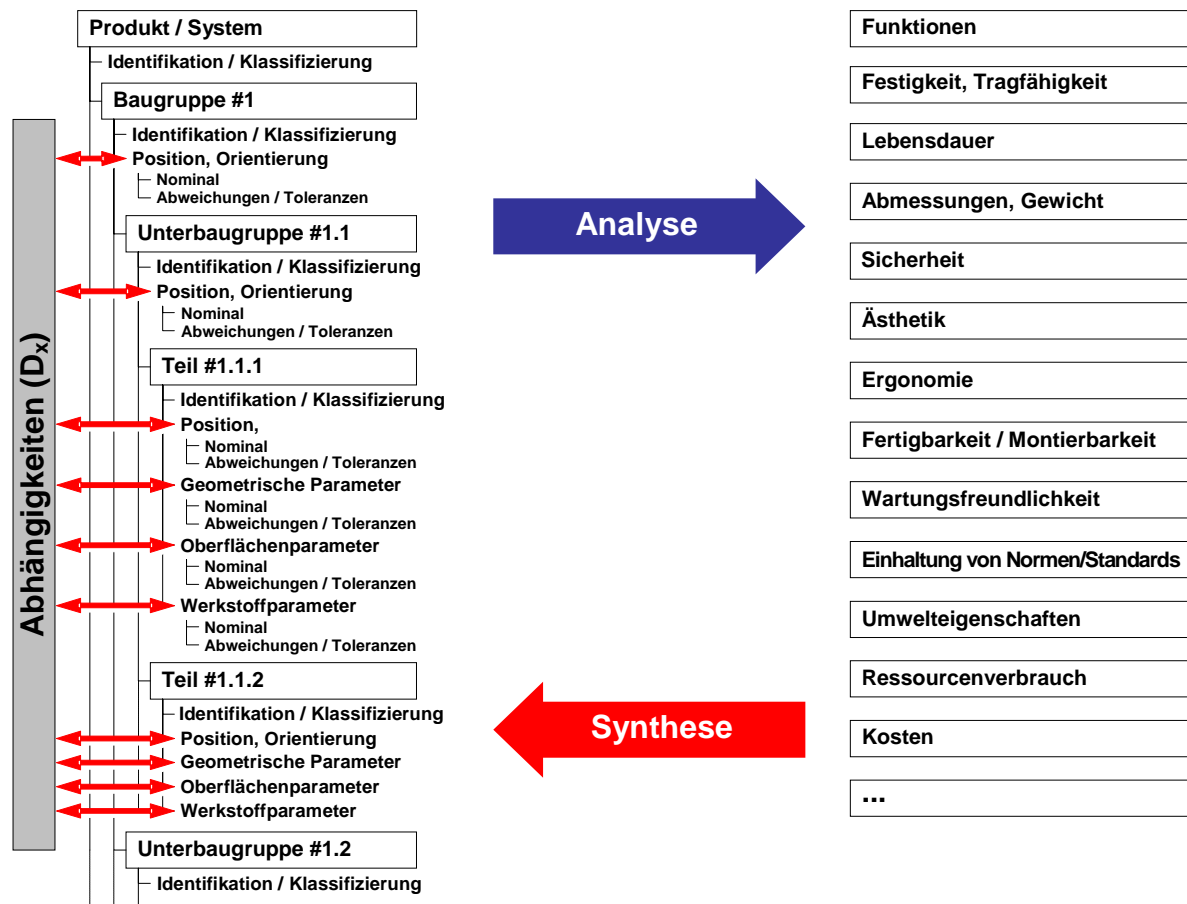 Produkt / System
Identifikation / Klassifizierung
Baugruppe #1
Identifikation / Klassifizierung
Position, Orientierung
Nominal
Abweichungen / Toleranzen
Unterbaugruppe #1.1
Identifikation / Klassifizierung
Position, Orientierung
Nominal
Abweichungen / Toleranzen
Teil #1.1.1
Identifikation / Klassifizierung
Position,
Nominal
Abweichungen / Toleranzen
Geometrische Parameter
Nominal
Abweichungen / Toleranzen
Oberflächenparameter
Nominal
Abweichungen / Toleranzen
Werkstoffparameter
Nominal
Abweichungen / Toleranzen
Teil #1.1.2
Identifikation / Klassifizierung
Position, Orientierung
Geometrische Parameter
Oberflächenparameter
Werkstoffparameter
Unterbaugruppe #1.2
Identifikation / Klassifizierung
Abhängigkeiten (Dx)
Analyse
Synthese
Funktionen
Festigkeit, Tragfähigkeit
Lebensdauer
Abmessungen, Gewicht
Sicherheit
Ästhetik
Ergonomie
Fertigbarkeit / Montierbarkeit
Wartungsfreundlichkeit
Einhaltung von Normen/Standards
Umwelteigenschaften
Ressourcenverbrauch
Kosten
...